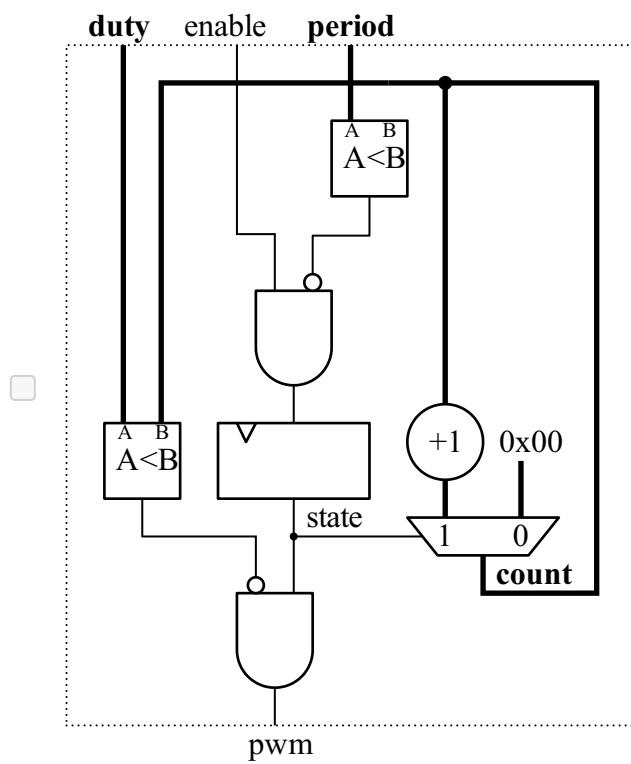 duty enable period
A B
A<B
A B
A<B
+1 0x00
state
1 0
count
pwm